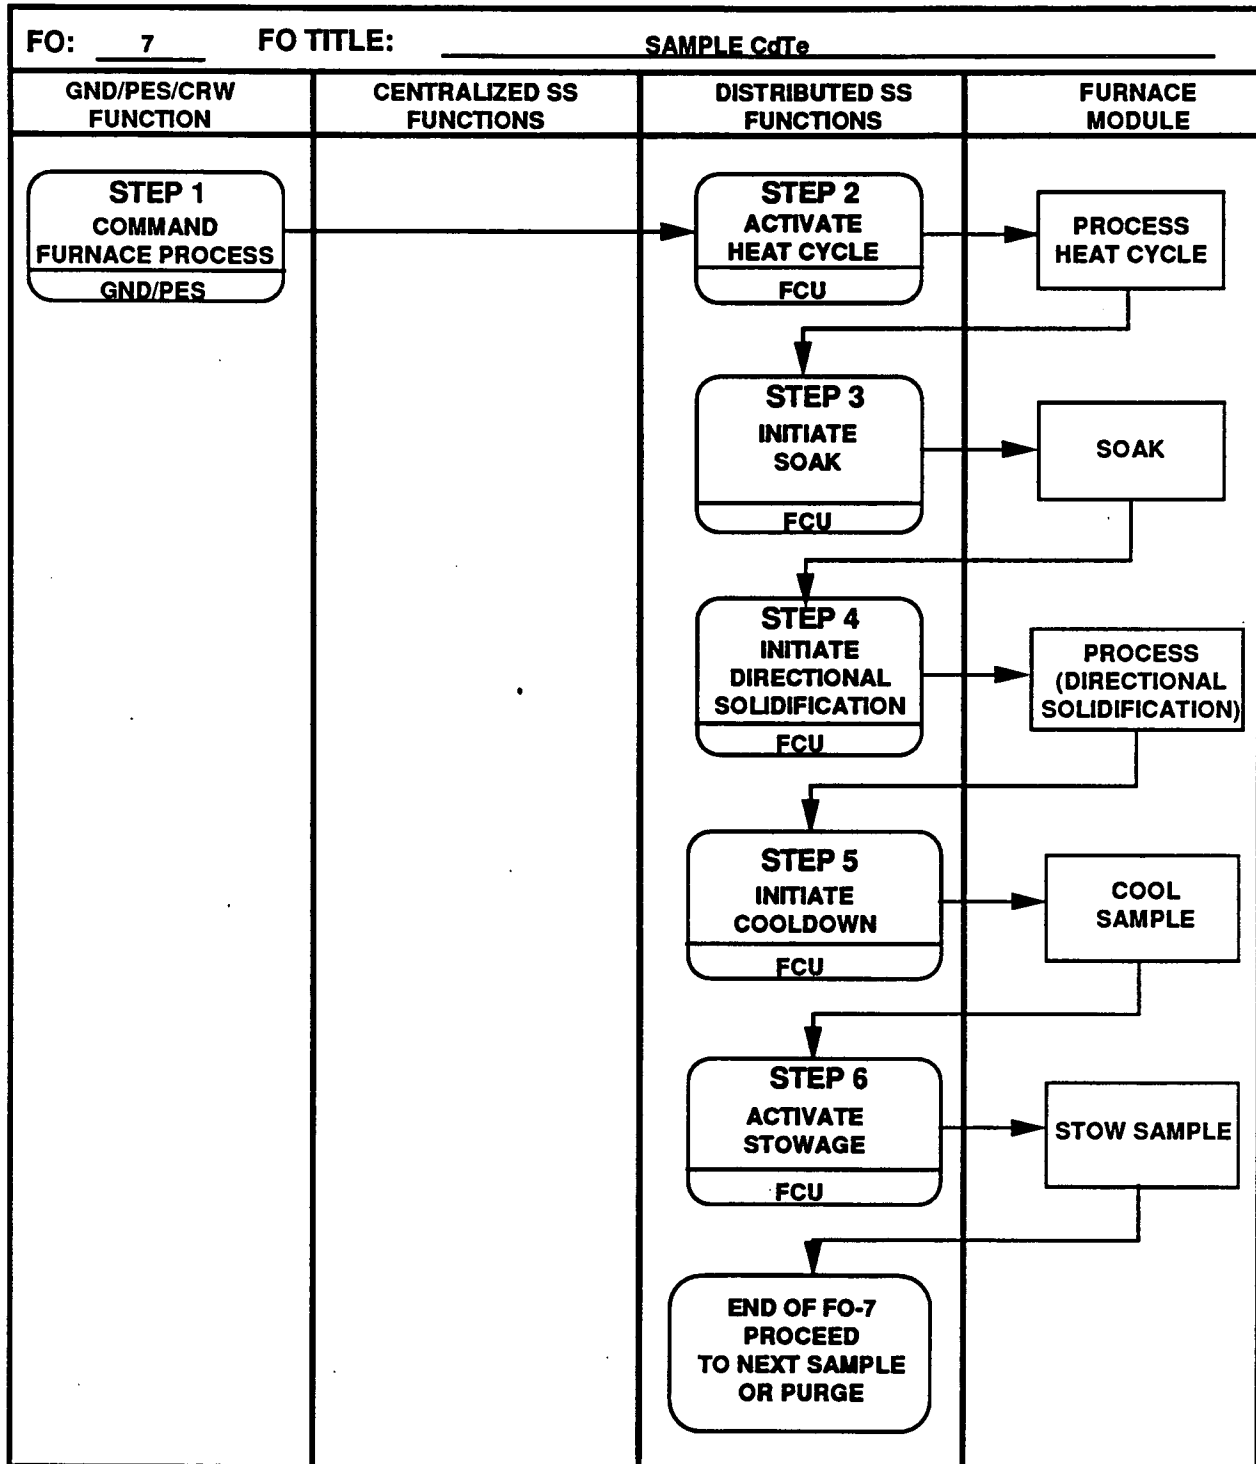 FO: 7 FO TITLE: SAMPLE CdTe
GND/PES/CRW
FUNCTION
CENTRALIZED SS
FUNCTIONS
DISTRIBUTED SS
FUNCTIONS
FURNACE
MODULE
STEP 1
COMMAND
FURNACE PROCESS
GND/PES
STEP 2
ACTIVATE
HEAT CYCLE
FCU
PROCESS
HEAT CYCLE
STEP 3
INITIATE
SOAK
FCU
SOAK
STEP 4
INITIATE
DIRECTIONAL
SOLIDIFICATION
FCU
PROCESS
(DIRECTIONAL
SOLIDIFICATION)
STEP 5
INITIATE
COOLDOWN
FCU
COOL
SAMPLE
STEP 6
ACTIVATE
STOWAGE
FCU
STOW SAMPLE
END OF FO-7
PROCEED
TO NEXT SAMPLE
OR PURGE